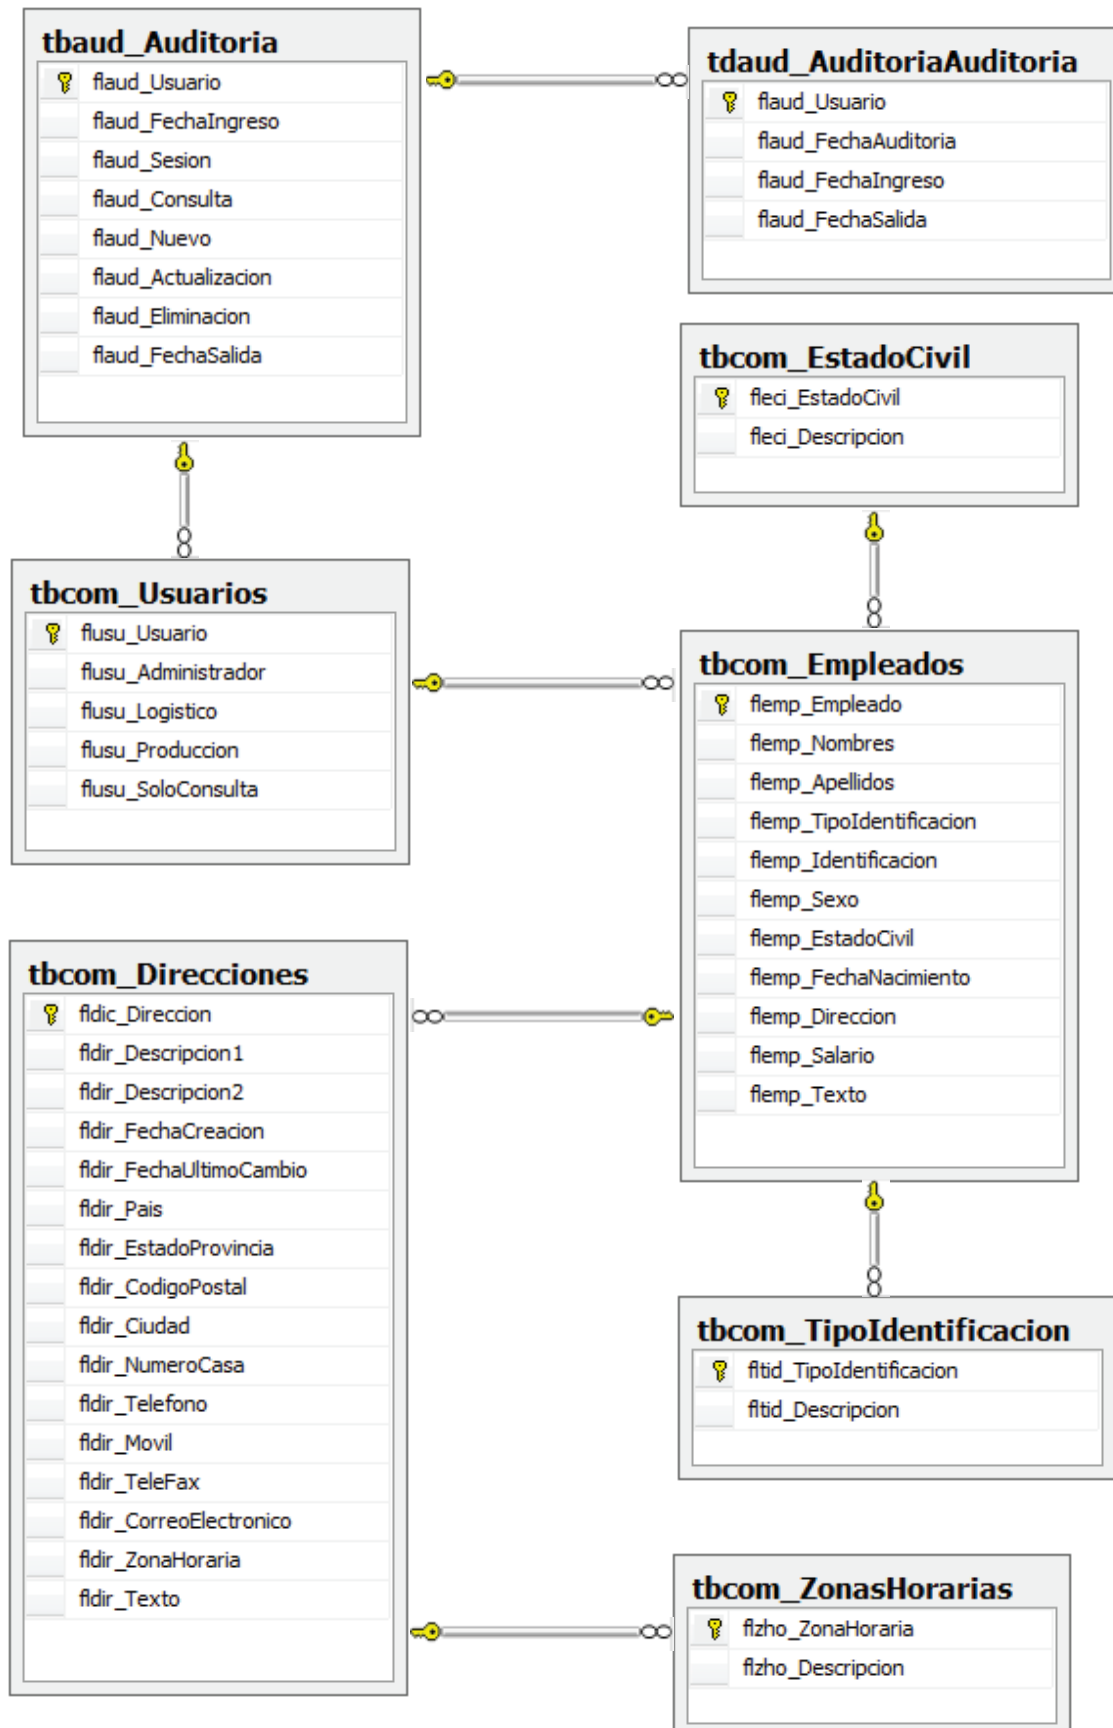 tbaud_Auditoria
flaud_Usuario
flaud_FechaIngreso
flaud_Sesion
flaud_Consulta
flaud_Nuevo
flaud_Actualizacion
flaud_Eliminacion
flaud_FechaSalida
tdaud_AuditoriaAuditoria
flaud_Usuario
flaud_FechaAuditoria
flaud_FechaIngreso
flaud_FechaSalida
tbcom_EstadoCivil
fleci_EstadoCivil
fleci_Descripcion
tbcom_Usuarios
flusu_Usuario
flusu_Administrador
flusu_Logistico
flusu_Produccion
flusu_SoloConsulta
tbcom_Empleados
flemp_Empleado
flemp_Nombres
flemp_Apellidos
flemp_TipoIdentificacion
flemp_Identificacion
flemp_Sexo
flemp_EstadoCivil
flemp_FechaNacimiento
flemp_Direccion
flemp_Salario
flemp_Texto
tbcom_Direcciones
fldic_Direccion
fldir_Descripcion1
fldir_Descripcion2
fldir_FechaCreacion
fldir_FechaUltimoCambio
fldir_Pais
fldir_EstadoProvincia
fldir_CodigoPostal
fldir_Ciudad
fldir_NumeroCasa
fldir_Telefono
fldir_Movil
fldir_TeleFax
fldir_CorreoElectronico
fldir_ZonaHoraria
fldir_Texto
tbcom_TipoIdentificacion
fltid_TipoIdentificacion
fltid_Descripcion
tbcom_ZonasHorarias
flzho_ZonaHoraria
flzho_Descripcion